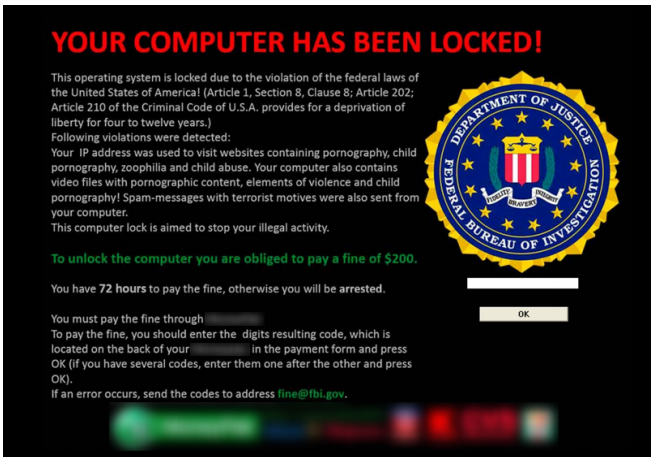 YOUR COMPUTER HAS BEEN LOCKED!
This operating system is locked due to the violation of the federal laws of
the United States of America! (Article 1, Section 8, Clause 8; Article 202;
Article 210 of the Criminal Code of U.S.A. provides for a deprivation of
liberty for four to twelve years.)
Following violations were detected:
Your IP address was used to visit websites containing pornography, child
pornography, zoophilia and child abuse. Your computer also contains
video files with pornographic content, elements of violence and child
pornography! Spam-messages with terrorist motives were also sent from
your computer.
This computer lock is aimed to stop your illegal activity.
To unlock the computer you are obliged to pay a fine of $200.
You have 72 hours to pay the fine, otherwise you will be arrested.
You must pay the fine through
To pay the fine, you should enter the digits resulting code, which is
located on the back of your in the payment form and press
OK (if you have several codes, enter them one after the other and press
OK).
If an error occurs, send the codes to address fine@fbi.gov.
DEPARTMENT OF JUSTICE
FEDERAL BUREAU OF INVESTIGATION
FIDELITY BRAVERY INTEGRITY
OK